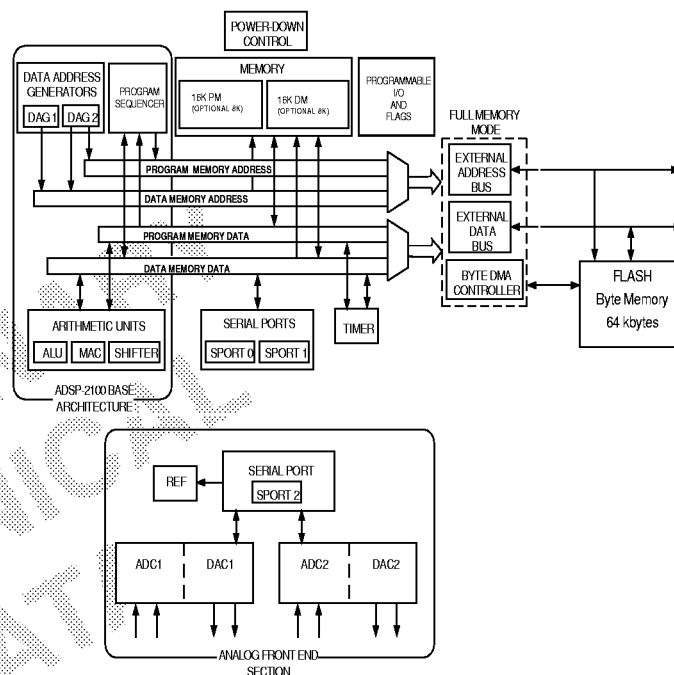 POWER-DOWN
CONTROL
DATA ADDRESS
GENERATORS
DAG 1
DAG 2
PROGRAM
SEQUENCER
MEMORY
16K PM
(OPTIONAL 8K)
16K DM
(OPTIONAL 8K)
PROGRAMMABLE
I/O
AND
FLAGS
FULL MEMORY
MODE
PROGRAM MEMORY ADDRESS
DATA MEMORY ADDRESS
PROGRAM MEMORY DATA
DATA MEMORY DATA
EXTERNAL
ADDRESS
BUS
EXTERNAL
DATA
BUS
BYTE DMA
CONTROLLER
FLASH
Byte Memory
64 kbytes
ARITHMETIC UNITS
ALU
MAC
SHIFTER
SERIAL PORTS
SPORT 0
SPORT 1
TIMER
ADSP-2100 BASE
ARCHITECTURE
REF
SERIAL PORT
SPORT 2
ADC1
DAC1
ADC2
DAC2
ANALOG FRONT END
SECTION